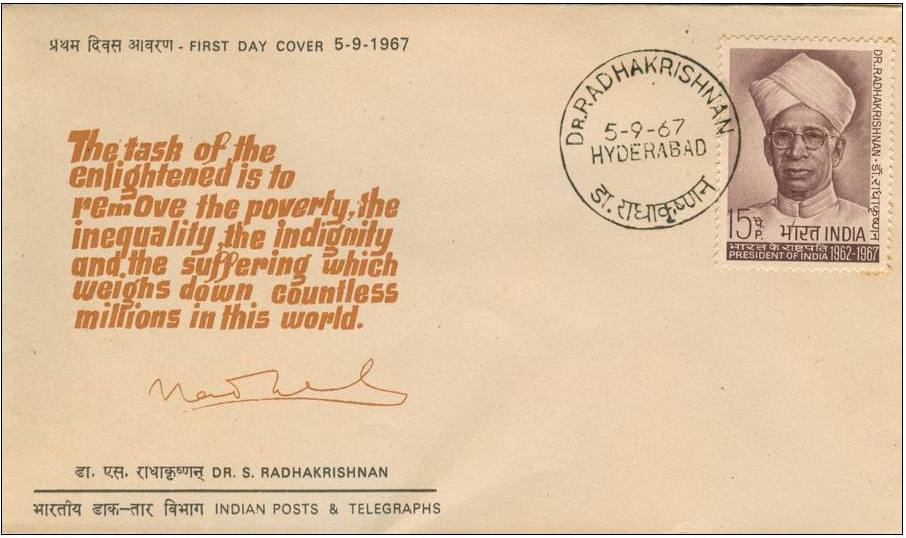 प्रथम दिवस आवरण - FIRST DAY COVER 5-9-1967
The task of the
enlightened is to
remove the poverty, the
inequality, the indignity
and the suffering which
weighs down countless
millions in this world.
डा. एस. राधाकृष्णन् DR. S. RADHAKRISHNAN
भारतीय डाक-तार विभाग INDIAN POSTS & TELEGRAPHS
DR. RADHAKRISHNAN
5-9-67
HYDERABAD
डा. राधाकृष्णन
DR. RADHAKRISHNAN · डॉ. राधाकृष्णन
15 पै. P. भारत INDIA
भारत के राष्ट्रपति
PRESIDENT OF INDIA 1962-1967